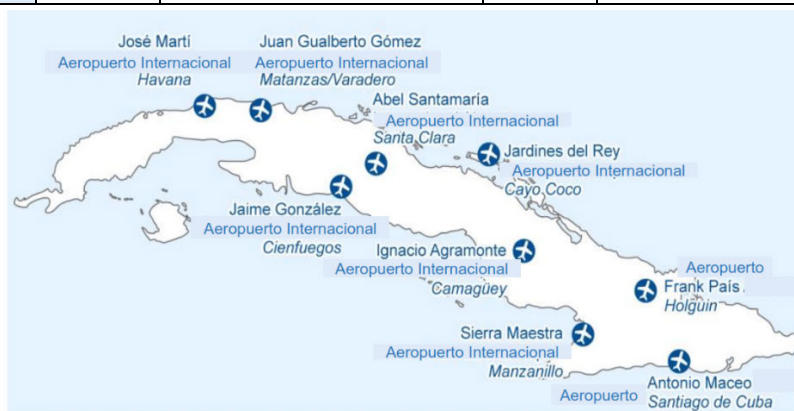 José Martí
Aeropuerto Internacional
Havana
Juan Gualberto Gómez
Aeropuerto Internacional
Matanzas/Varadero
Abel Santamaría
Aeropuerto Internacional
Santa Clara
Jardines del Rey
Aeropuerto Internacional
Cayo Coco
Jaime González
Aeropuerto Internacional
Cienfuegos
Ignacio Agramonte
Aeropuerto Internacional
Camagüey
Aeropuerto
Frank País
Holguin
Sierra Maestra
Aeropuerto Internacional
Manzanillo
Aeropuerto
Antonio Maceo
Santiago de Cuba